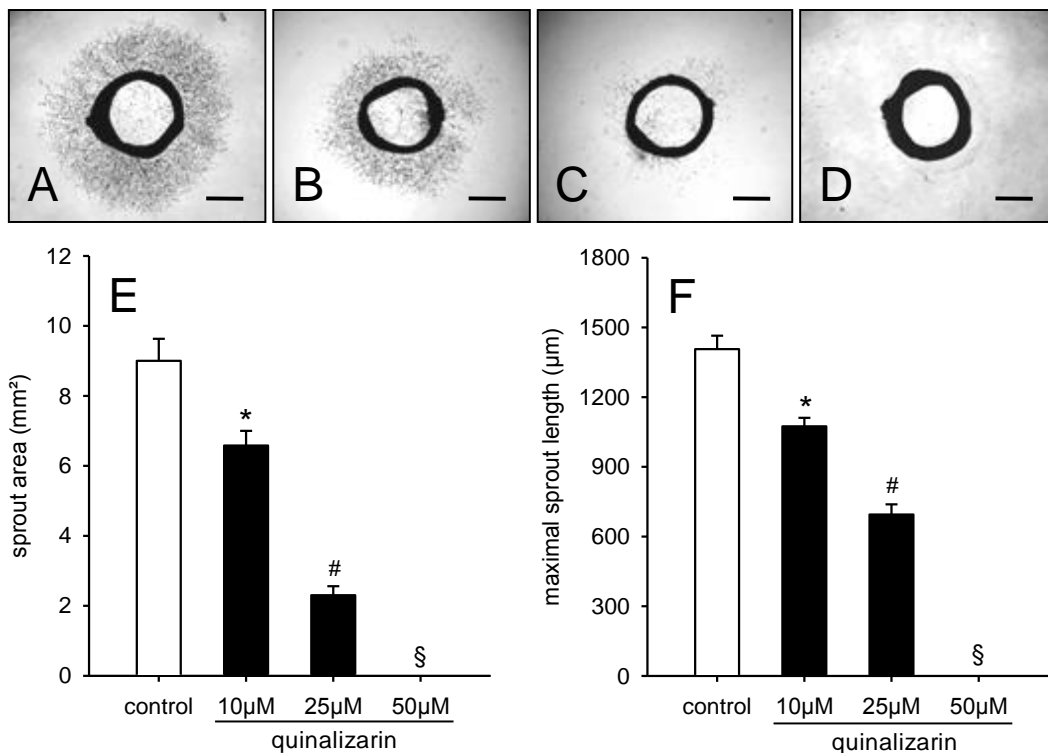 A B C D
E
12
10
8
6
4
2
0
sprout area (mm²)
*
#
§
control 10µM 25µM 50µM
quinalizarin
F
1800
1500
1200
900
600
300
0
maximal sprout length (µm)
*
#
§
control 10µM 25µM 50µM
quinalizarin